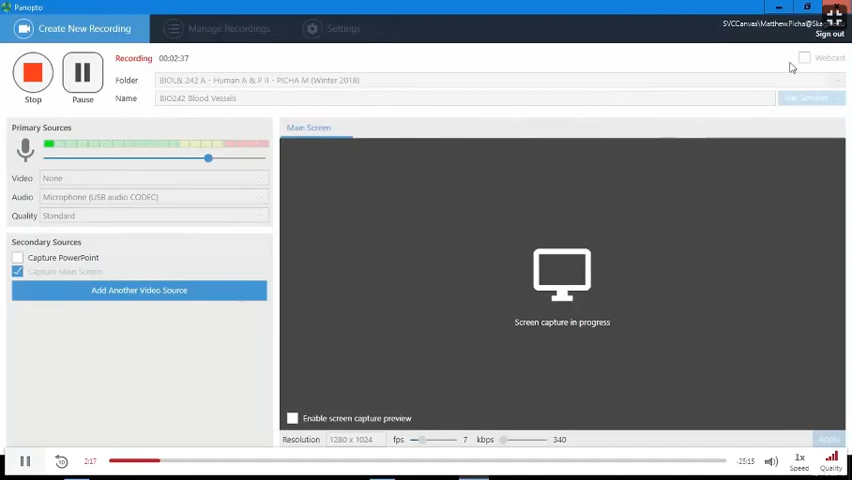 Panopto
SVCCanvas\MatthewPicha@Ska
Sign out
Create New Recording
Manage Recordings
Settings
Recording 00:02:37
Webcast
Stop
Pause
Folder BIOL& 242 A - Human A & P II - PICHA M (Winter 2018)
Name BIO242 Blood Vessels
Session
Primary Sources
Video None
Audio Microphone (USB audio CODEC)
Quality Standard
Secondary Sources
Capture PowerPoint
Capture Main Screen
Add Another Video Source
Main Screen
Screen capture in progress
Enable screen capture preview
Resolution 1280 x 1024 fps 7 kbps 340 Apply
10 2:17 -23:15 1x
Speed Quality